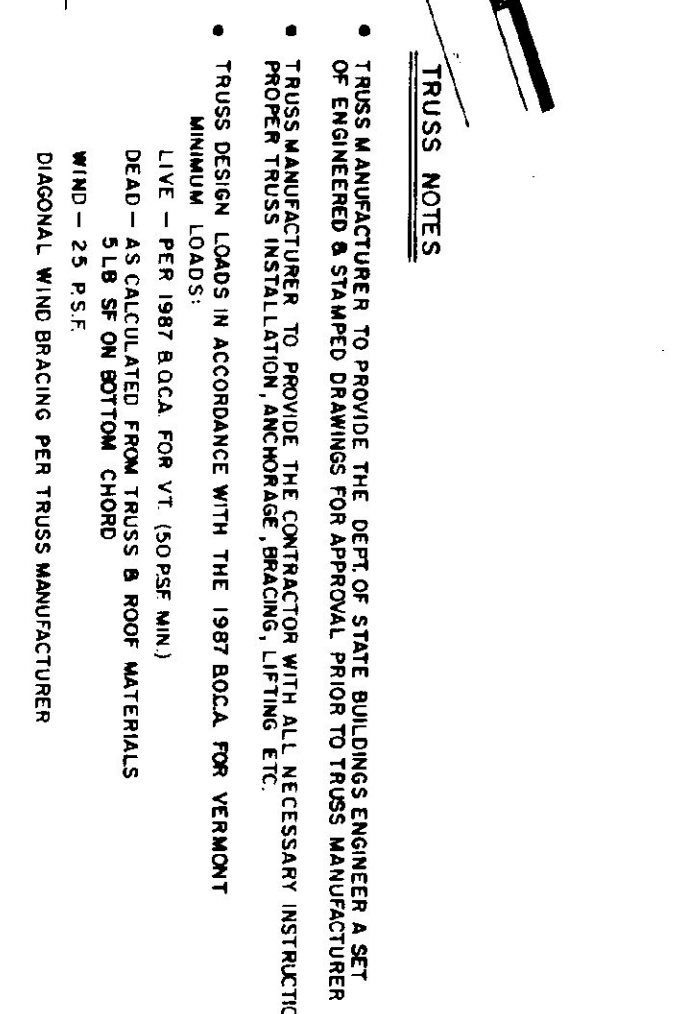 TRUSS NOTES
• TRUSS MANUFACTURER TO PROVIDE THE DEPT. OF STATE BUILDINGS ENGINEER A SET
OF ENGINEERED & STAMPED DRAWINGS FOR APPROVAL PRIOR TO TRUSS MANUFACTURER
• TRUSS MANUFACTURER TO PROVIDE THE CONTRACTOR WITH ALL NECESSARY INSTRUCTIO
PROPER TRUSS INSTALLATION, ANCHORAGE, BRACING, LIFTING ETC.
• TRUSS DESIGN LOADS IN ACCORDANCE WITH THE 1987 B.O.C.A. FOR VERMONT
MINIMUM LOADS:
LIVE — PER 1987 B.O.C.A. FOR VT. (50 P.S.F. MIN.)
DEAD — AS CALCULATED FROM TRUSS & ROOF MATERIALS
5 LB SF ON BOTTOM CHORD
WIND — 25 P.S.F.
DIAGONAL WIND BRACING PER TRUSS MANUFACTURER